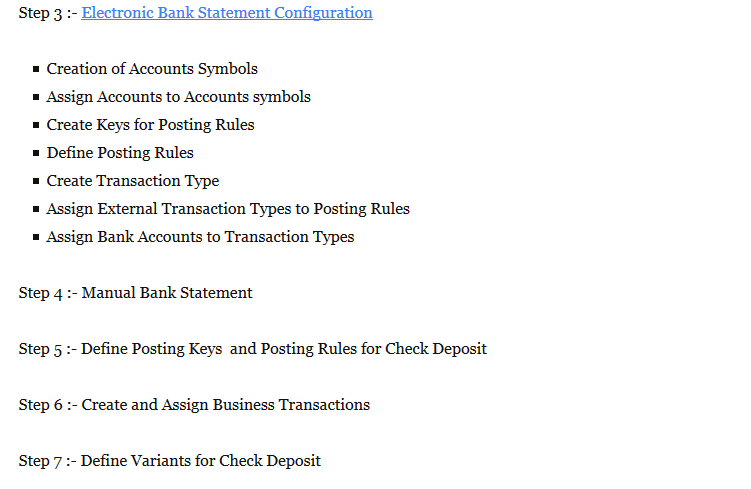 Step 3 :- Electronic Bank Statement Configuration
▪ Creation of Accounts Symbols
▪ Assign Accounts to Accounts symbols
▪ Create Keys for Posting Rules
▪ Define Posting Rules
▪ Create Transaction Type
▪ Assign External Transaction Types to Posting Rules
▪ Assign Bank Accounts to Transaction Types
Step 4 :- Manual Bank Statement
Step 5 :- Define Posting Keys  and Posting Rules for Check Deposit
Step 6 :- Create and Assign Business Transactions
Step 7 :- Define Variants for Check Deposit